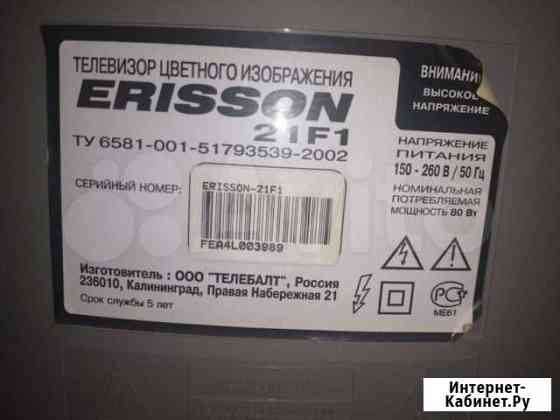 ТЕЛЕВИЗОР ЦВЕТНОГО ИЗОБРАЖЕНИЯ
ERISSON
21F1
ТУ 6581-001-51793539-2002
СЕРИЙНЫЙ НОМЕР:
ERISSON-21F1
FEA4L003989
Изготовитель : ООО "ТЕЛЕБАЛТ", Россия
236010, Калининград, Правая Набережная 21
Срок службы 5 лет
ВНИМАНИ
ВЫСОКОЕ
НАПРЯЖЕНИЕ
НАПРЯЖЕНИЕ
ПИТАНИЯ
150 - 260 В / 50 Гц
НОМИНАЛЬНАЯ
ПОТРЕБЛЯЕМАЯ
МОЩНОСТЬ 80 Вт
МЕ61
Avito
Интернет-
Кабинет.Ру